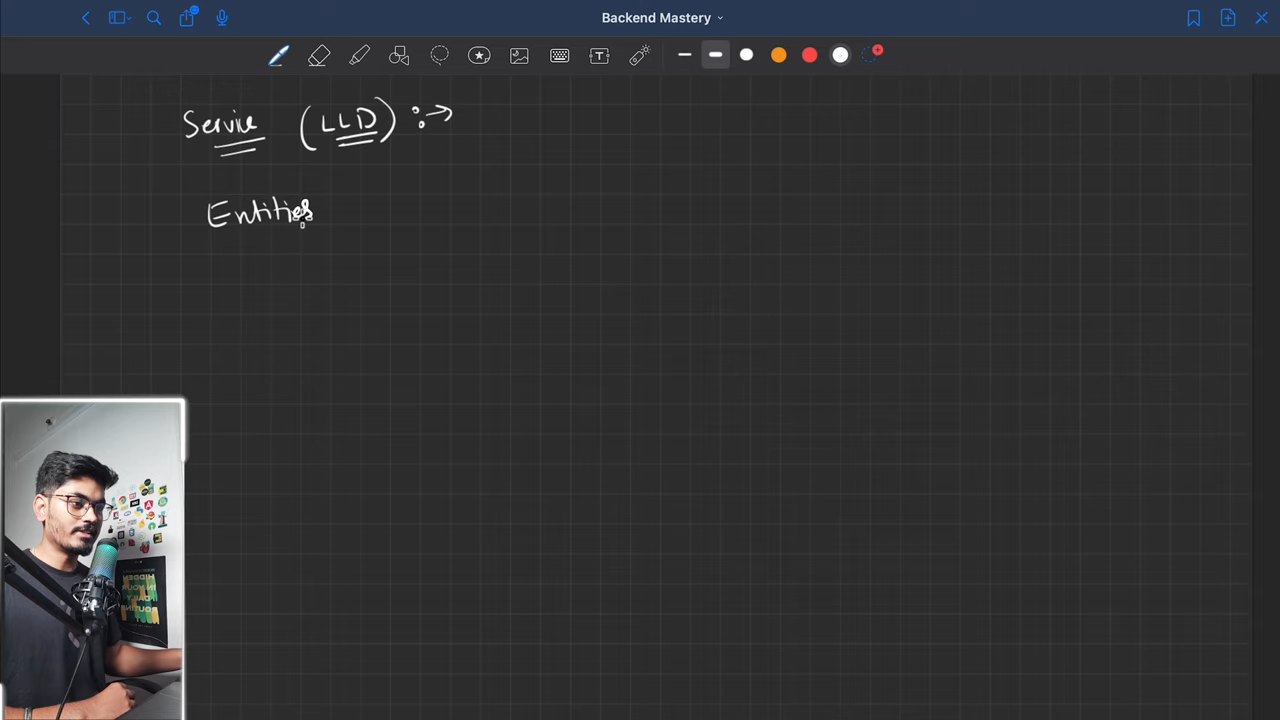 Backend Mastery
Service (LLD) :→
Entities